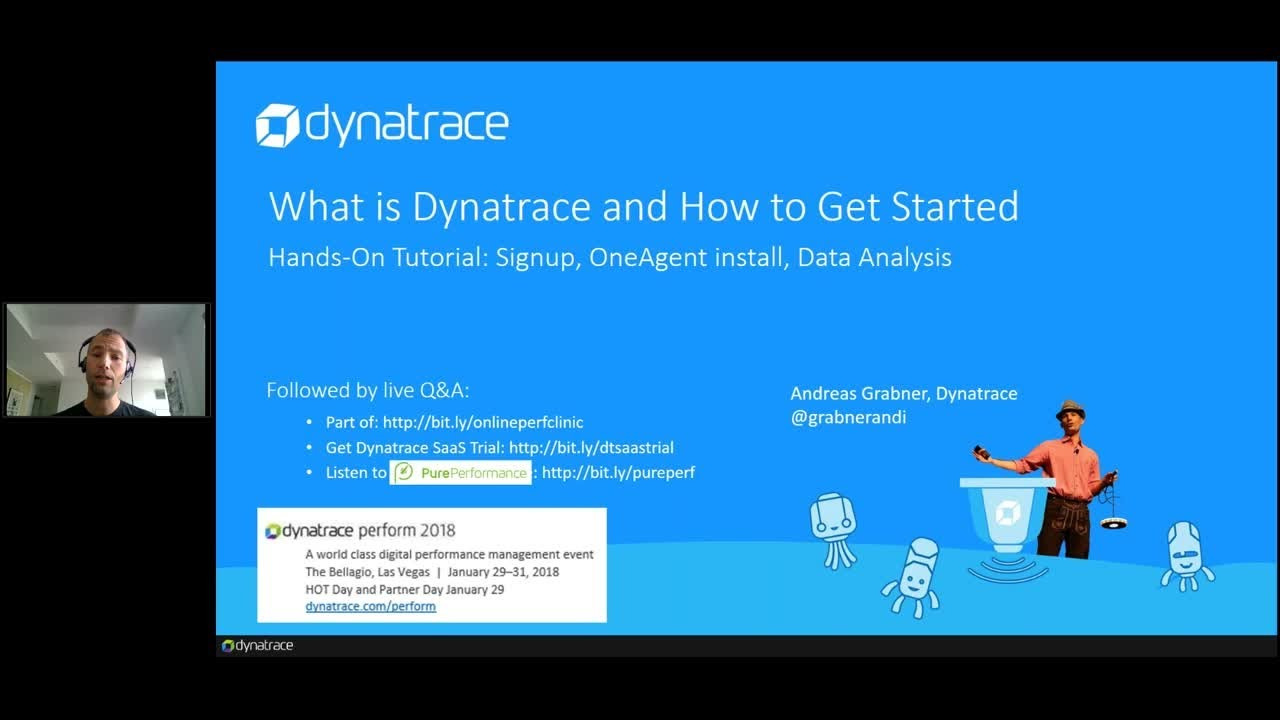 dynatrace
What is Dynatrace and How to Get Started
Hands-On Tutorial: Signup, OneAgent install, Data Analysis
Followed by live Q&A:
• Part of: http://bit.ly/onlineperfclinic
• Get Dynatrace SaaS Trial: http://bit.ly/dtsaastrial
• Listen to PurePerformance: http://bit.ly/pureperf
Andreas Grabner, Dynatrace
@grabnerandi
dynatrace perform 2018
A world class digital performance management event
The Bellagio, Las Vegas | January 29–31, 2018
HOT Day and Partner Day January 29
dynatrace.com/perform
dynatrace